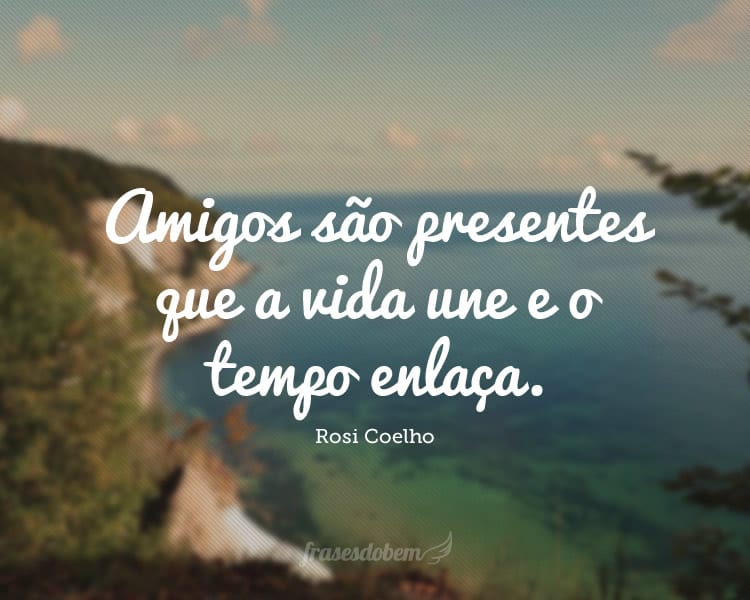 Amigos são presentes
que a vida une e o
tempo enlaça.
Rosi Coelho
frasesdobem